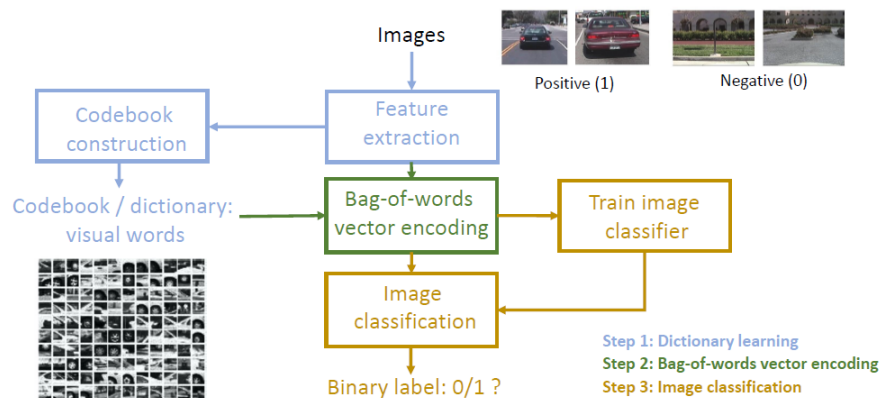 Images
Positive (1)
Negative (0)
Codebook
construction
Feature
extraction
Codebook / dictionary:
visual words
Bag-of-words
vector encoding
Train image
classifier
Image
classification
Binary label: 0/1 ?
Step 1: Dictionary learning
Step 2: Bag-of-words vector encoding
Step 3: Image classification